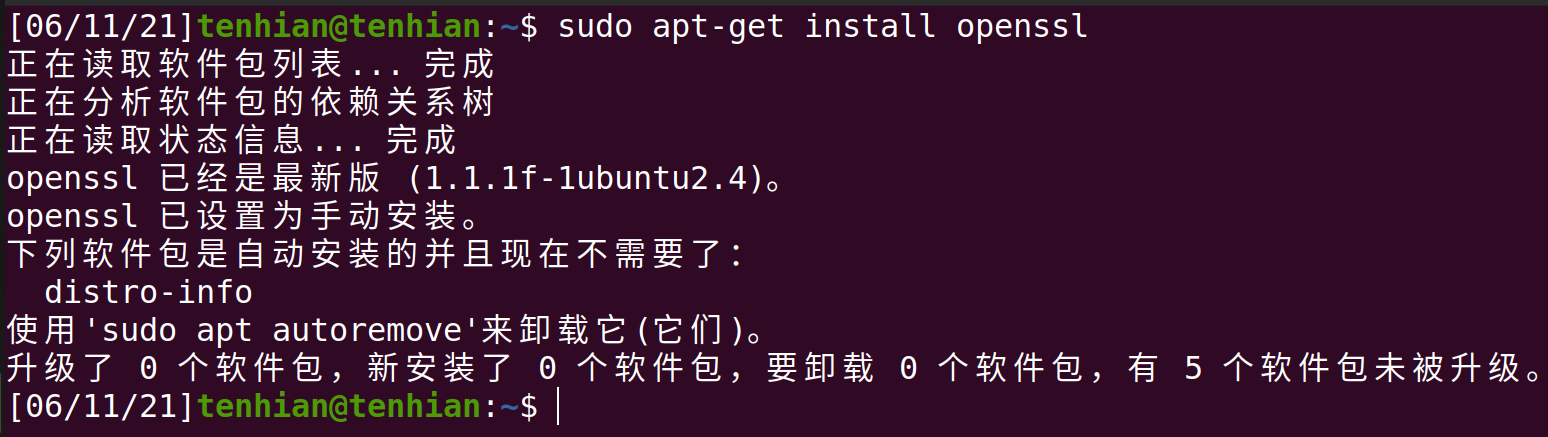 [06/11/21]tenhian@tenhian:~$ sudo apt-get install openssl
正在读取软件包列表... 完成
正在分析软件包的依赖关系树
正在读取状态信息... 完成
openssl 已经是最新版 (1.1.1f-1ubuntu2.4)。
openssl 已设置为手动安装。
下列软件包是自动安装的并且现在不需要了：
  distro-info
使用'sudo apt autoremove'来卸载它(它们)。
升级了 0 个软件包，新安装了 0 个软件包，要卸载 0 个软件包，有 5 个软件包未被升级。
[06/11/21]tenhian@tenhian:~$